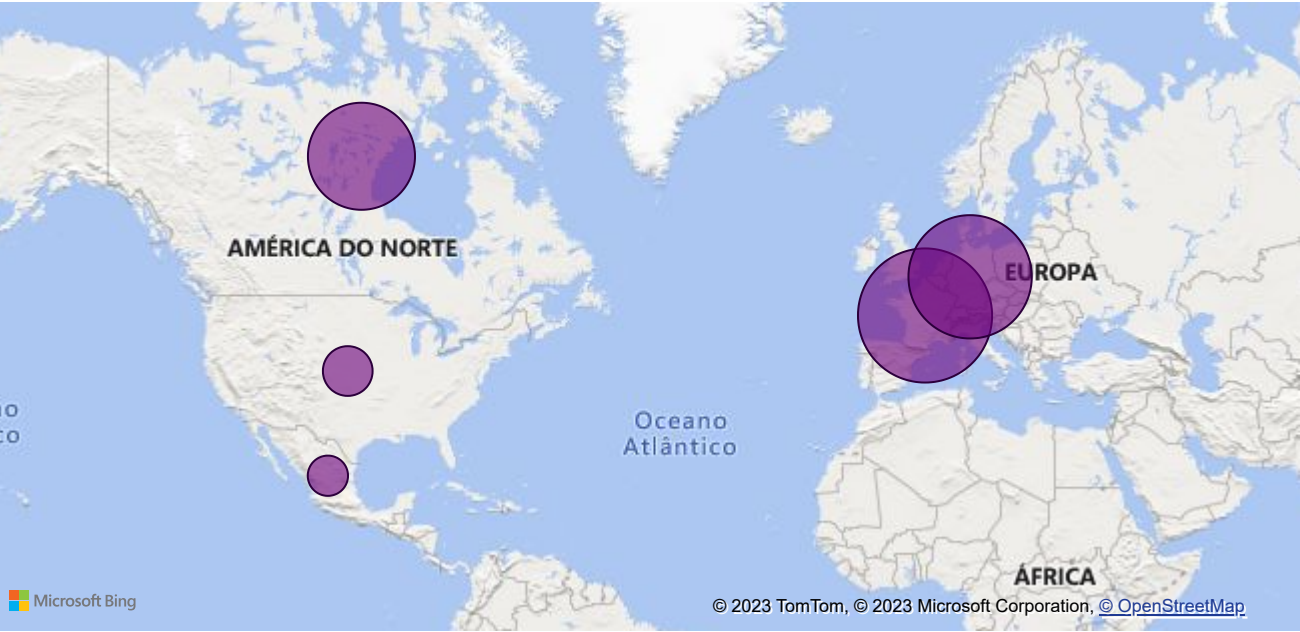 AMÉRICA DO NORTE
EUROPA
Oceano
Atlântico
ÁFRICA
Microsoft Bing
© 2023 TomTom, © 2023 Microsoft Corporation, © OpenStreetMap